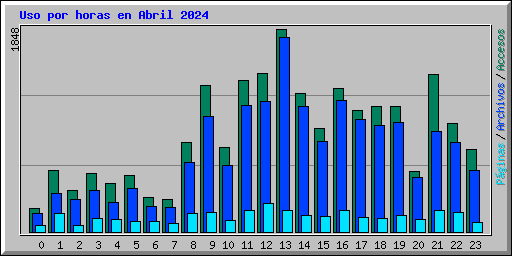 Uso por horas en Abril 2024
1848
Páginas / Archivos / Accesos
0 1 2 3 4 5 6 7 8 9 10 11 12 13 14 15 16 17 18 19 20 21 22 23